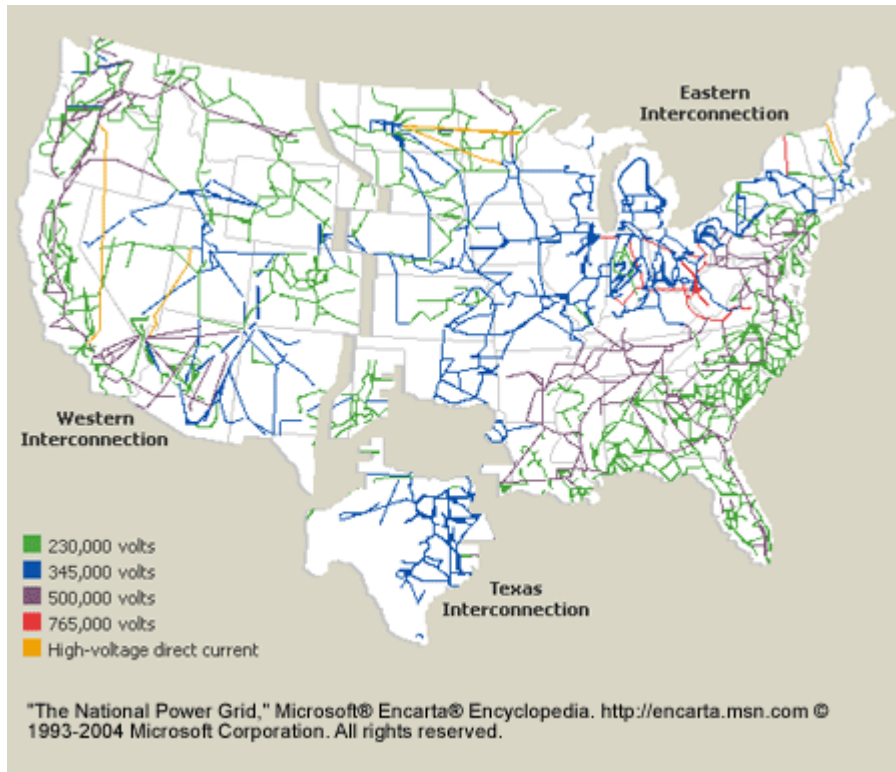 Eastern
Interconnection
Western
Interconnection
Texas
Interconnection
230,000 volts
345,000 volts
500,000 volts
765,000 volts
High-voltage direct current
"The National Power Grid," Microsoft® Encarta® Encyclopedia. http://encarta.msn.com ©
1993-2004 Microsoft Corporation. All rights reserved.